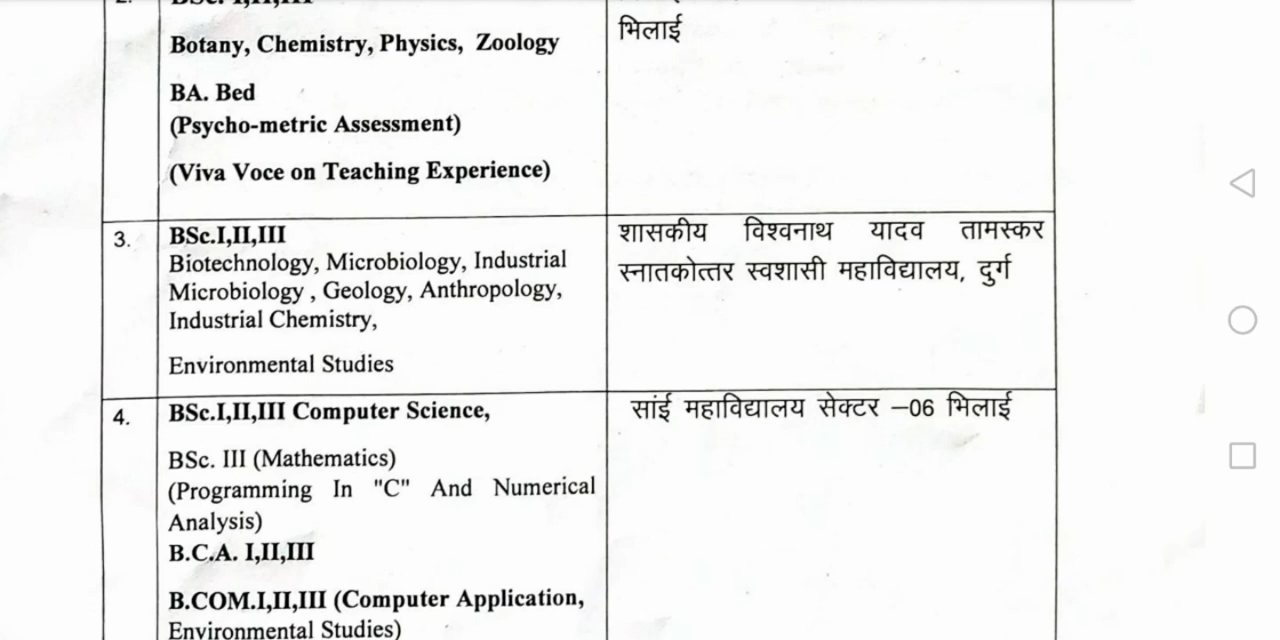 BSc. I,II,III
भिलाई
Botany, Chemistry, Physics, Zoology
BA. Bed
(Psycho-metric Assessment)
(Viva Voce on Teaching Experience)
3.
BSc.I,II,III
Biotechnology, Microbiology, Industrial
Microbiology , Geology, Anthropology,
Industrial Chemistry,
Environmental Studies
शासकीय विश्वनाथ यादव तामस्कर
स्नातकोत्तर स्वशासी महाविद्यालय, दुर्ग
4.
BSc.I,II,III Computer Science,
BSc. III (Mathematics)
(Programming In "C" And Numerical
Analysis)
B.C.A. I,II,III
B.COM.I,II,III (Computer Application,
Environmental Studies)
सांई महाविद्यालय सेक्टर –06 भिलाई